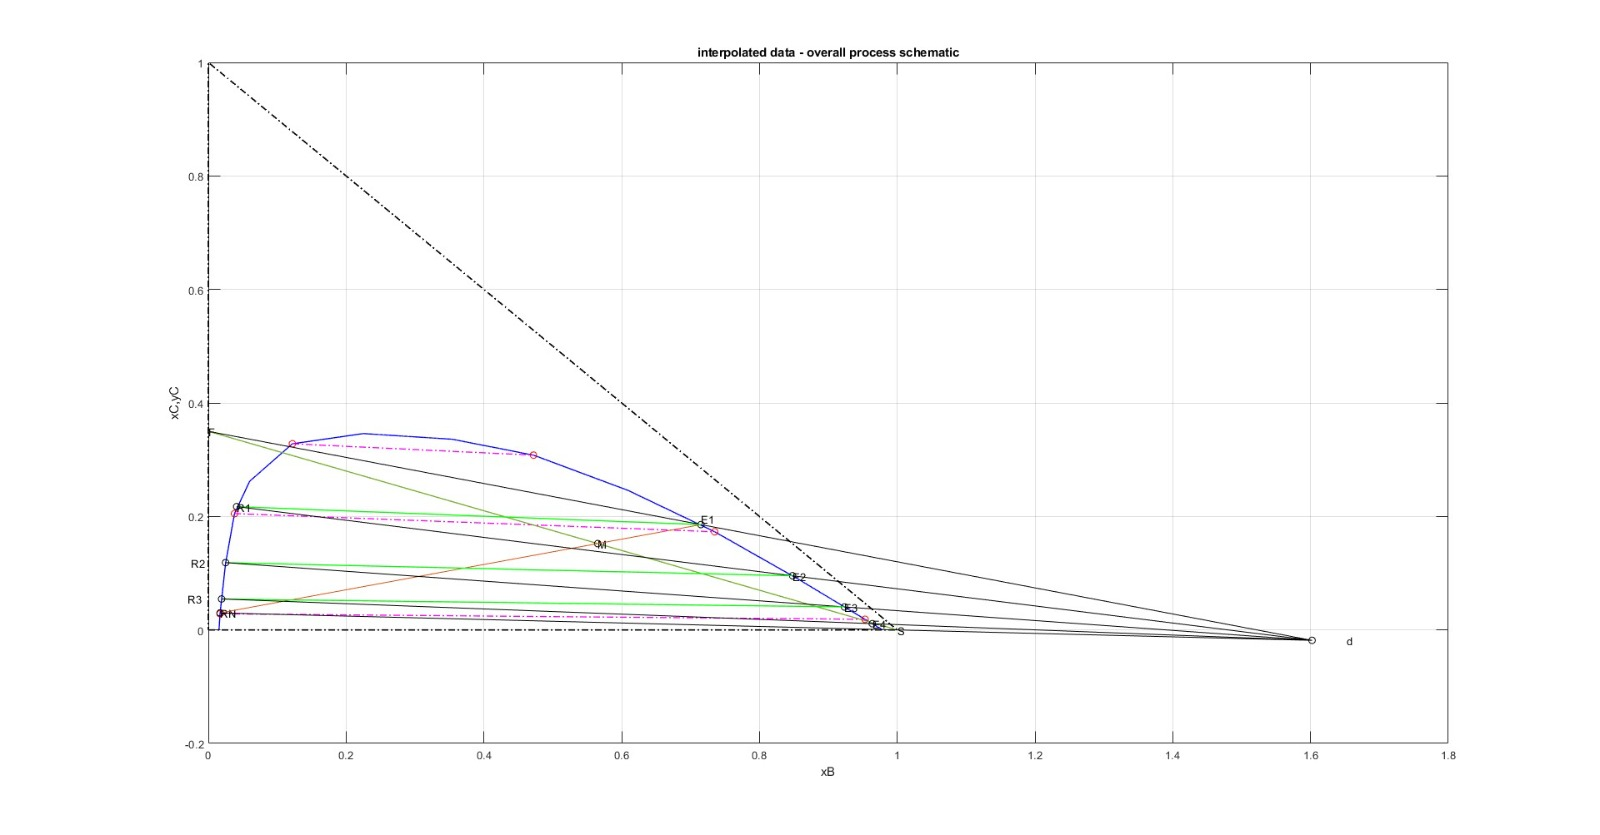 interpolated data - overall process schematic
xC,yC
1
0.8
0.6
0.4
0.2
0
-0.2
F
R1
E1
M
R2
E2
R3
E3
RN
E4
S
d
0
0.2
0.4
0.6
0.8
1
1.2
1.4
1.6
1.8
xB